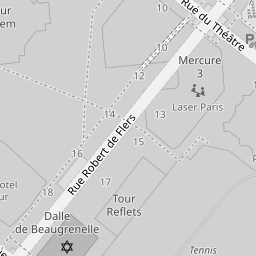 ur
em
Rue du Théâtre
P
Mercure
3
12
Laser Paris
14
13
15
Rue Robert de Flers
16
17
18
otel
ur
Tour
Reflets
Dalle
de Beaugrenelle
Tennis